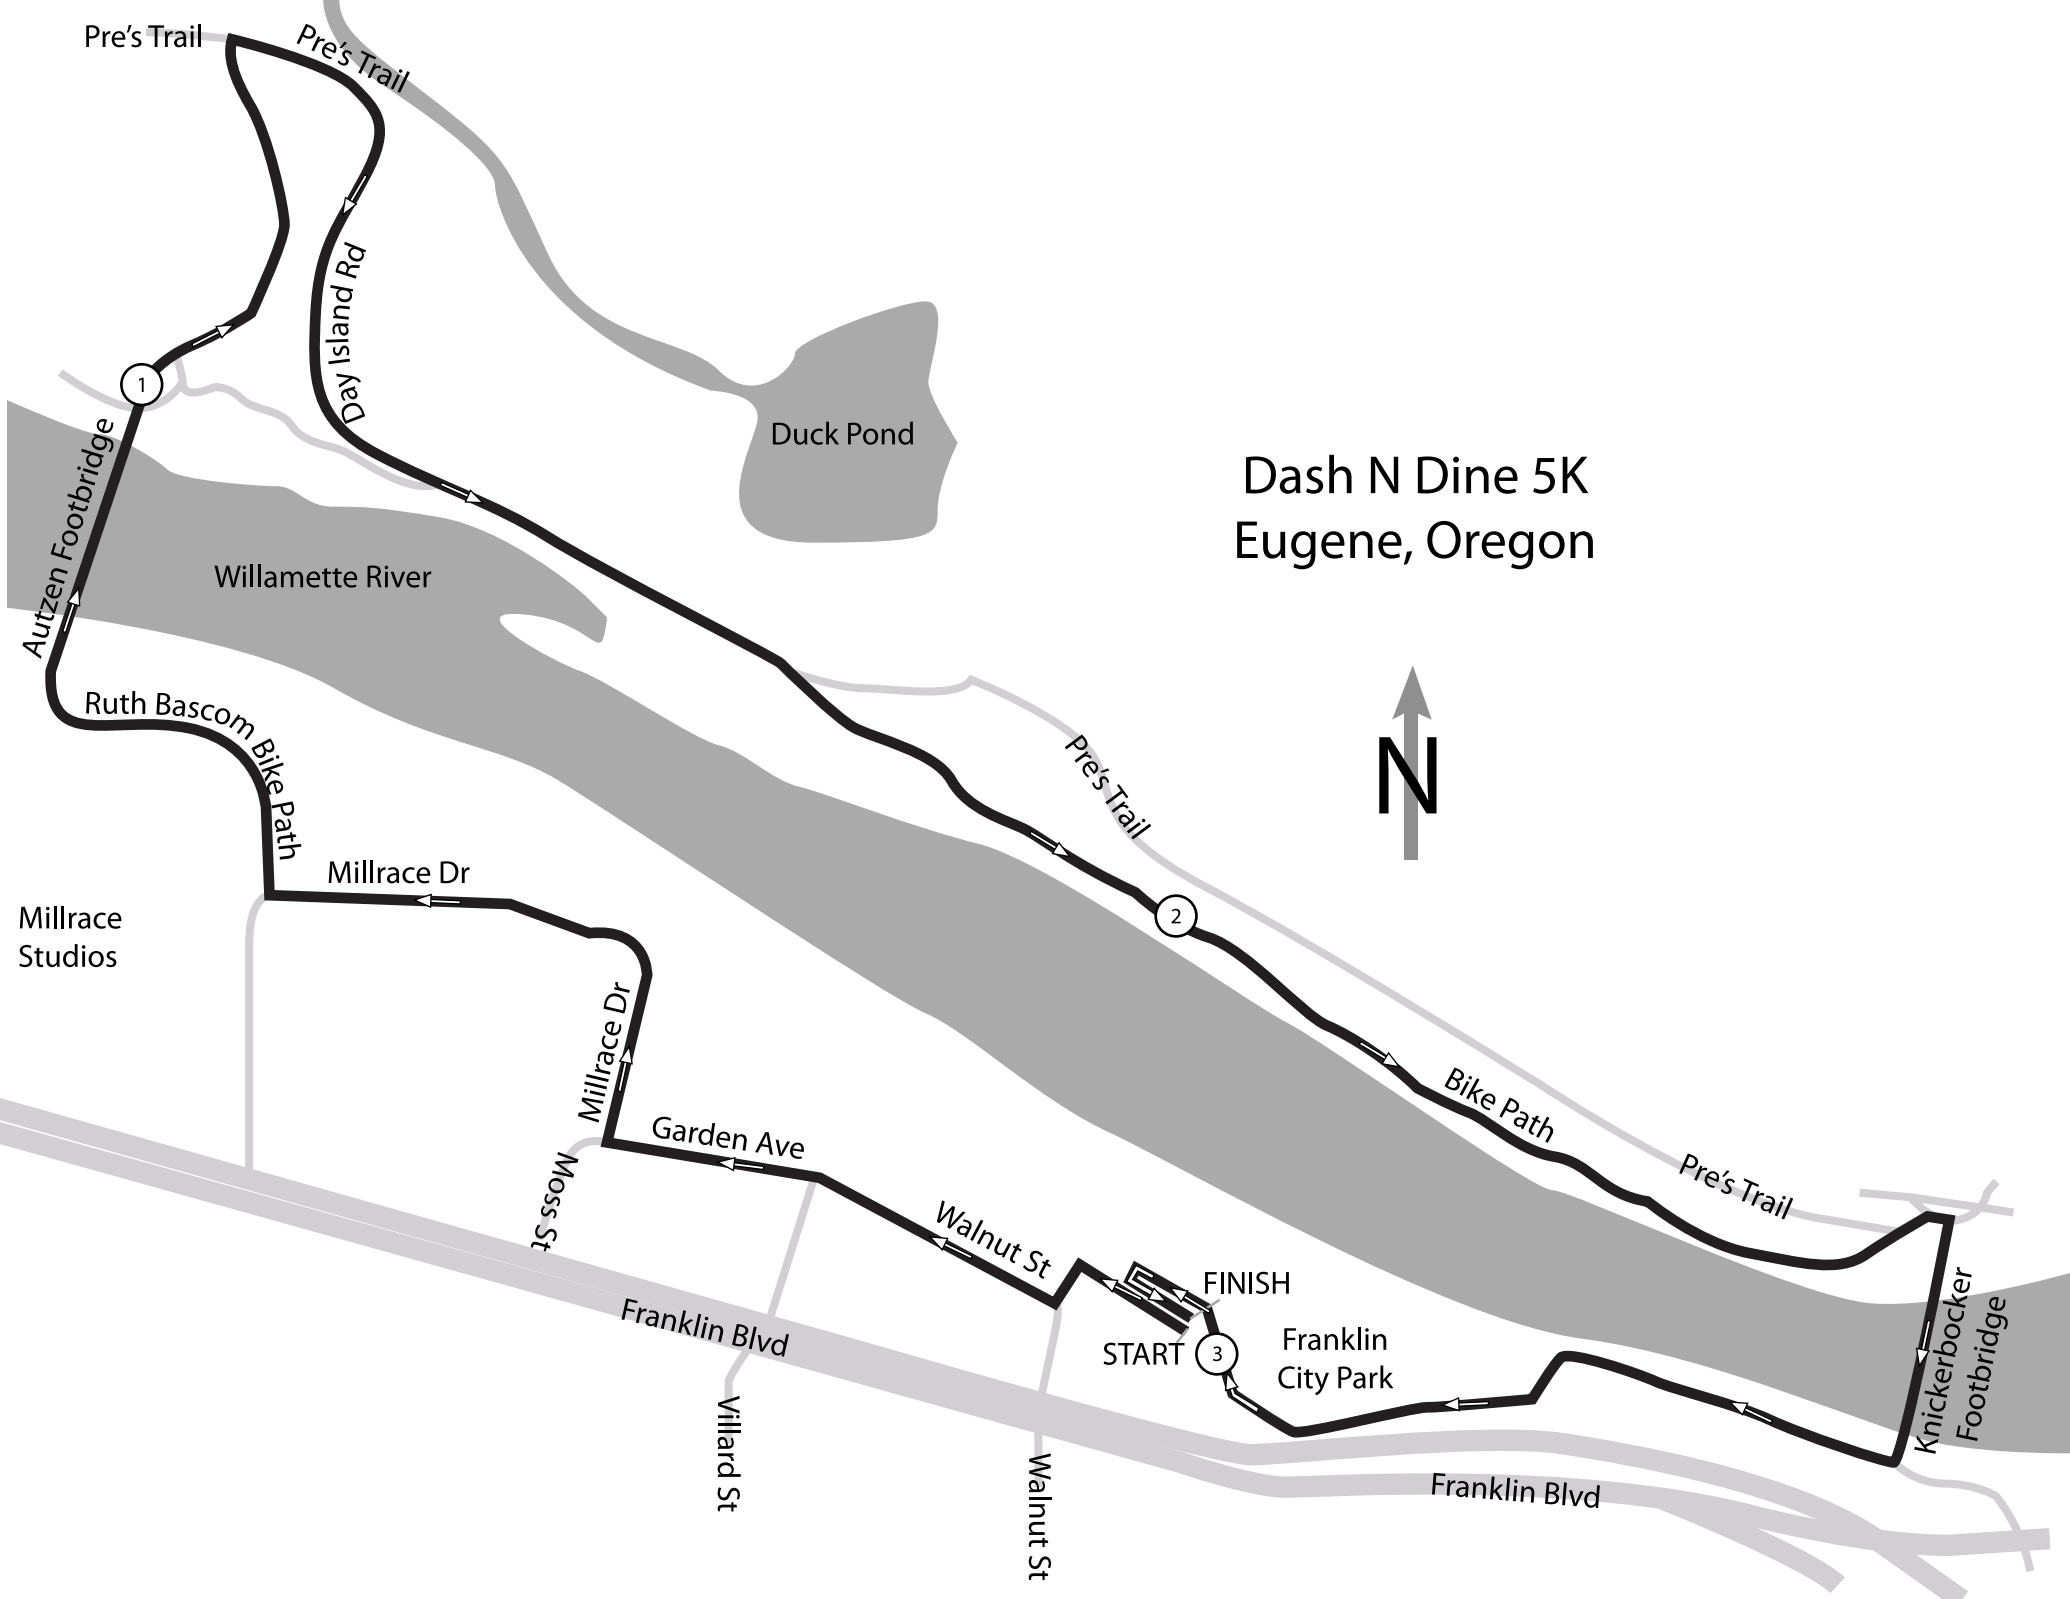 Pre's Trail
Pre's Trail
Day Island Rd
1
Autzen Footbridge
Duck Pond
Dash N Dine 5K
Eugene, Oregon
Willamette River
Ruth Bascom Bike Path
N
Pre's Trail
Millrace Dr
Millrace
Studios
2
Millrace Dr
Bike Path
Garden Ave
Moss St
Pre's Trail
Walnut St
FINISH
START
3
Franklin
City Park
Knickerbocker
Footbridge
Franklin Blvd
Villard St
Walnut St
Franklin Blvd